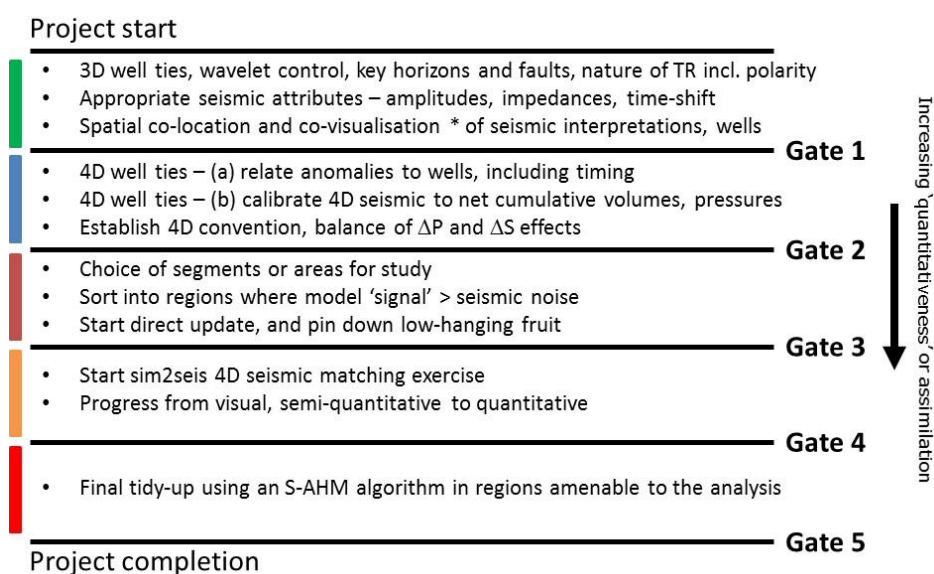 Project start
• 3D well ties, wavelet control, key horizons and faults, nature of TR incl. polarity
• Appropriate seismic attributes – amplitudes, impedances, time-shift
• Spatial co-location and co-visualisation * of seismic interpretations, wells
Gate 1
• 4D well ties – (a) relate anomalies to wells, including timing
• 4D well ties – (b) calibrate 4D seismic to net cumulative volumes, pressures
• Establish 4D convention, balance of ΔP and ΔS effects
Gate 2
• Choice of segments or areas for study
• Sort into regions where model ‘signal’ > seismic noise
• Start direct update, and pin down low-hanging fruit
Gate 3
• Start sim2seis 4D seismic matching exercise
• Progress from visual, semi-quantitative to quantitative
Gate 4
• Final tidy-up using an S-AHM algorithm in regions amenable to the analysis
Gate 5
Project completion
Increasing ‘quantitativeness’ or assimilation